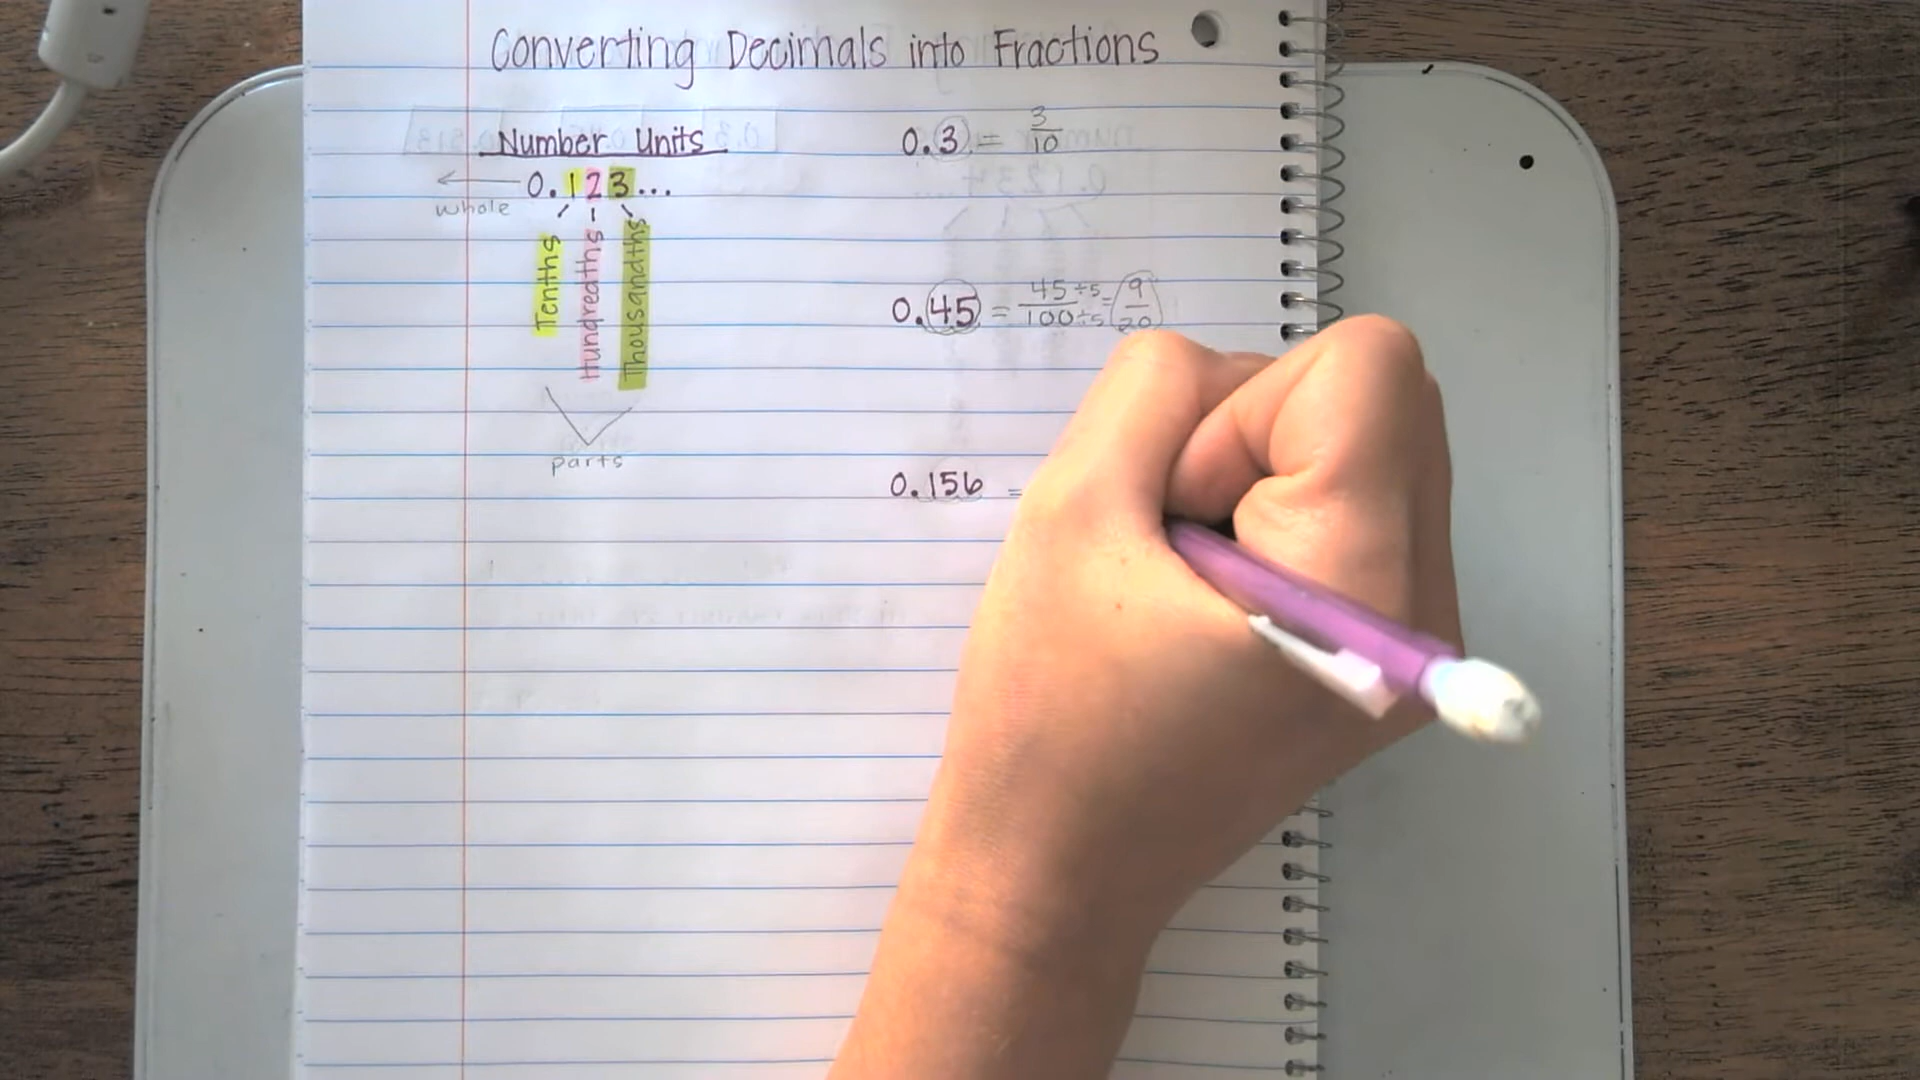 Converting Decimals into Fractions
Number Units
0.123...
whole
Tenths
Hundredths
Thousandths
parts
0.3 = 3/10
0.45 = 45÷5/100÷5 = 9/20
0.156 =